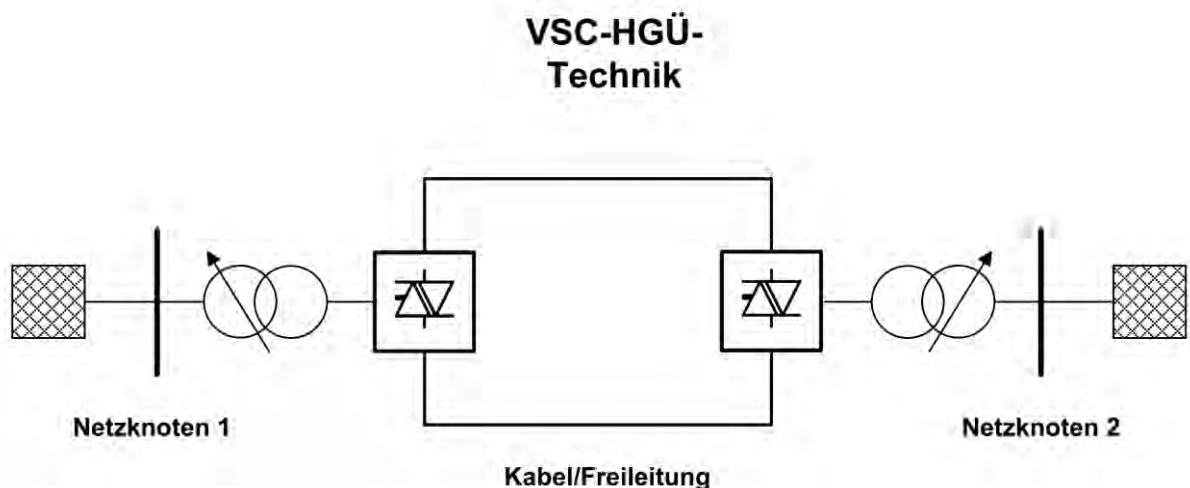 VSC-HGÜ-
Technik
Netzknoten 1
Netzknoten 2
Kabel/Freileitung